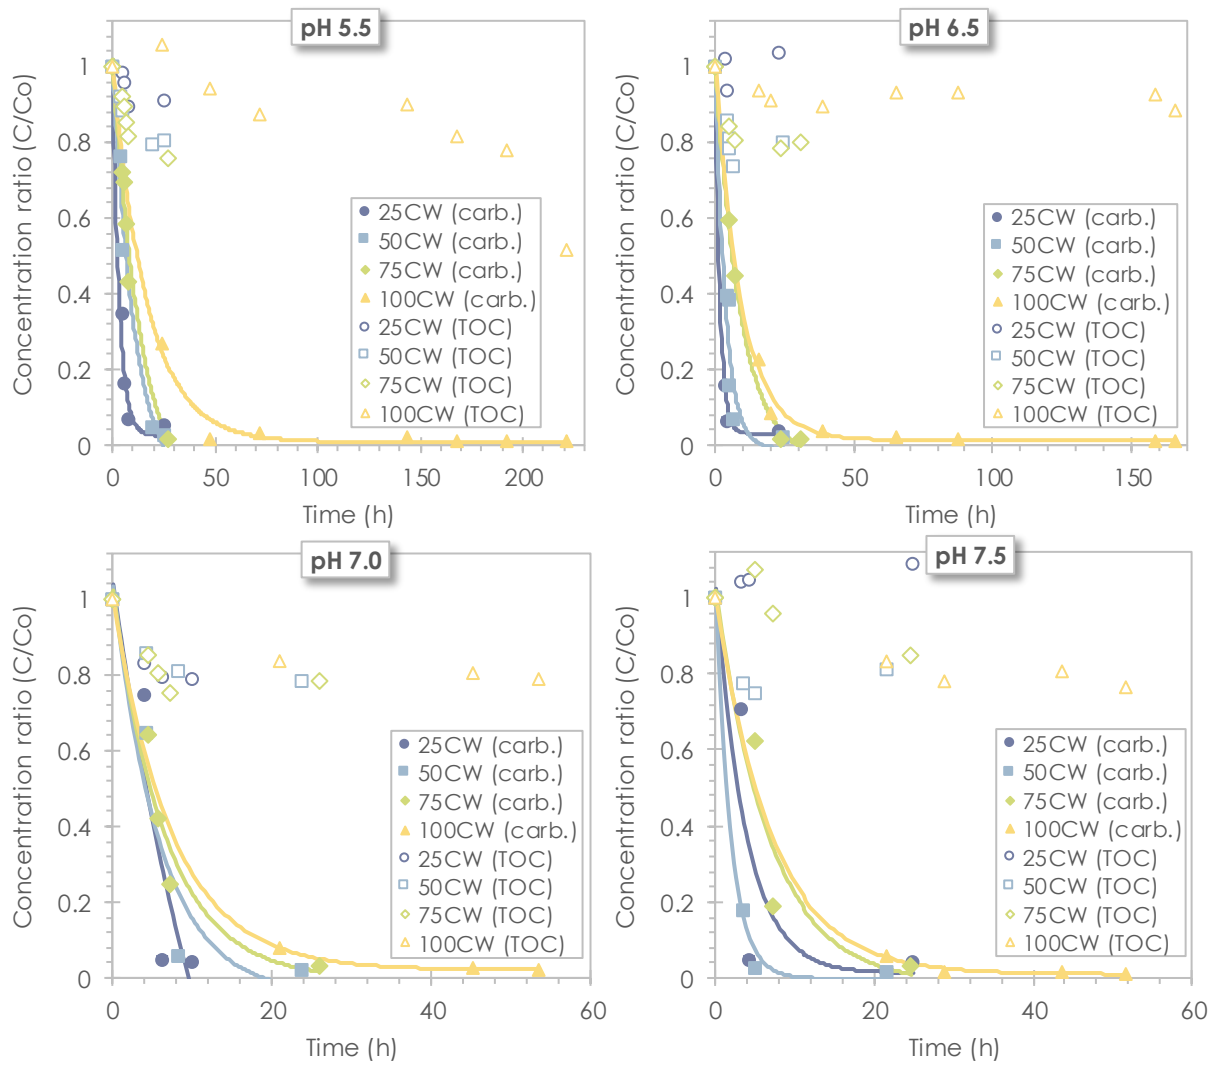 pH 5.5
Concentration ratio (C/Co)
1
0.8
0.6
0.4
0.2
0
25CW (carb.)
50CW (carb.)
75CW (carb.)
100CW (carb.)
25CW (TOC)
50CW (TOC)
75CW (TOC)
100CW (TOC)
0 50 100 150 200
Time (h)
pH 6.5
Concentration ratio (C/Co)
1
0.8
0.6
0.4
0.2
0
25CW (carb.)
50CW (carb.)
75CW (carb.)
100CW (carb.)
25CW (TOC)
50CW (TOC)
75CW (TOC)
100CW (TOC)
0 50 100 150
Time (h)
pH 7.0
Concentration ratio (C/Co)
1
0.8
0.6
0.4
0.2
0
25CW (carb.)
50CW (carb.)
75CW (carb.)
100CW (carb.)
25CW (TOC)
50CW (TOC)
75CW (TOC)
100CW (TOC)
0 20 40 60
Time (h)
pH 7.5
Concentration ratio (C/Co)
1
0.8
0.6
0.4
0.2
0
25CW (carb.)
50CW (carb.)
75CW (carb.)
100CW (carb.)
25CW (TOC)
50CW (TOC)
75CW (TOC)
100CW (TOC)
0 20 40 60
Time (h)